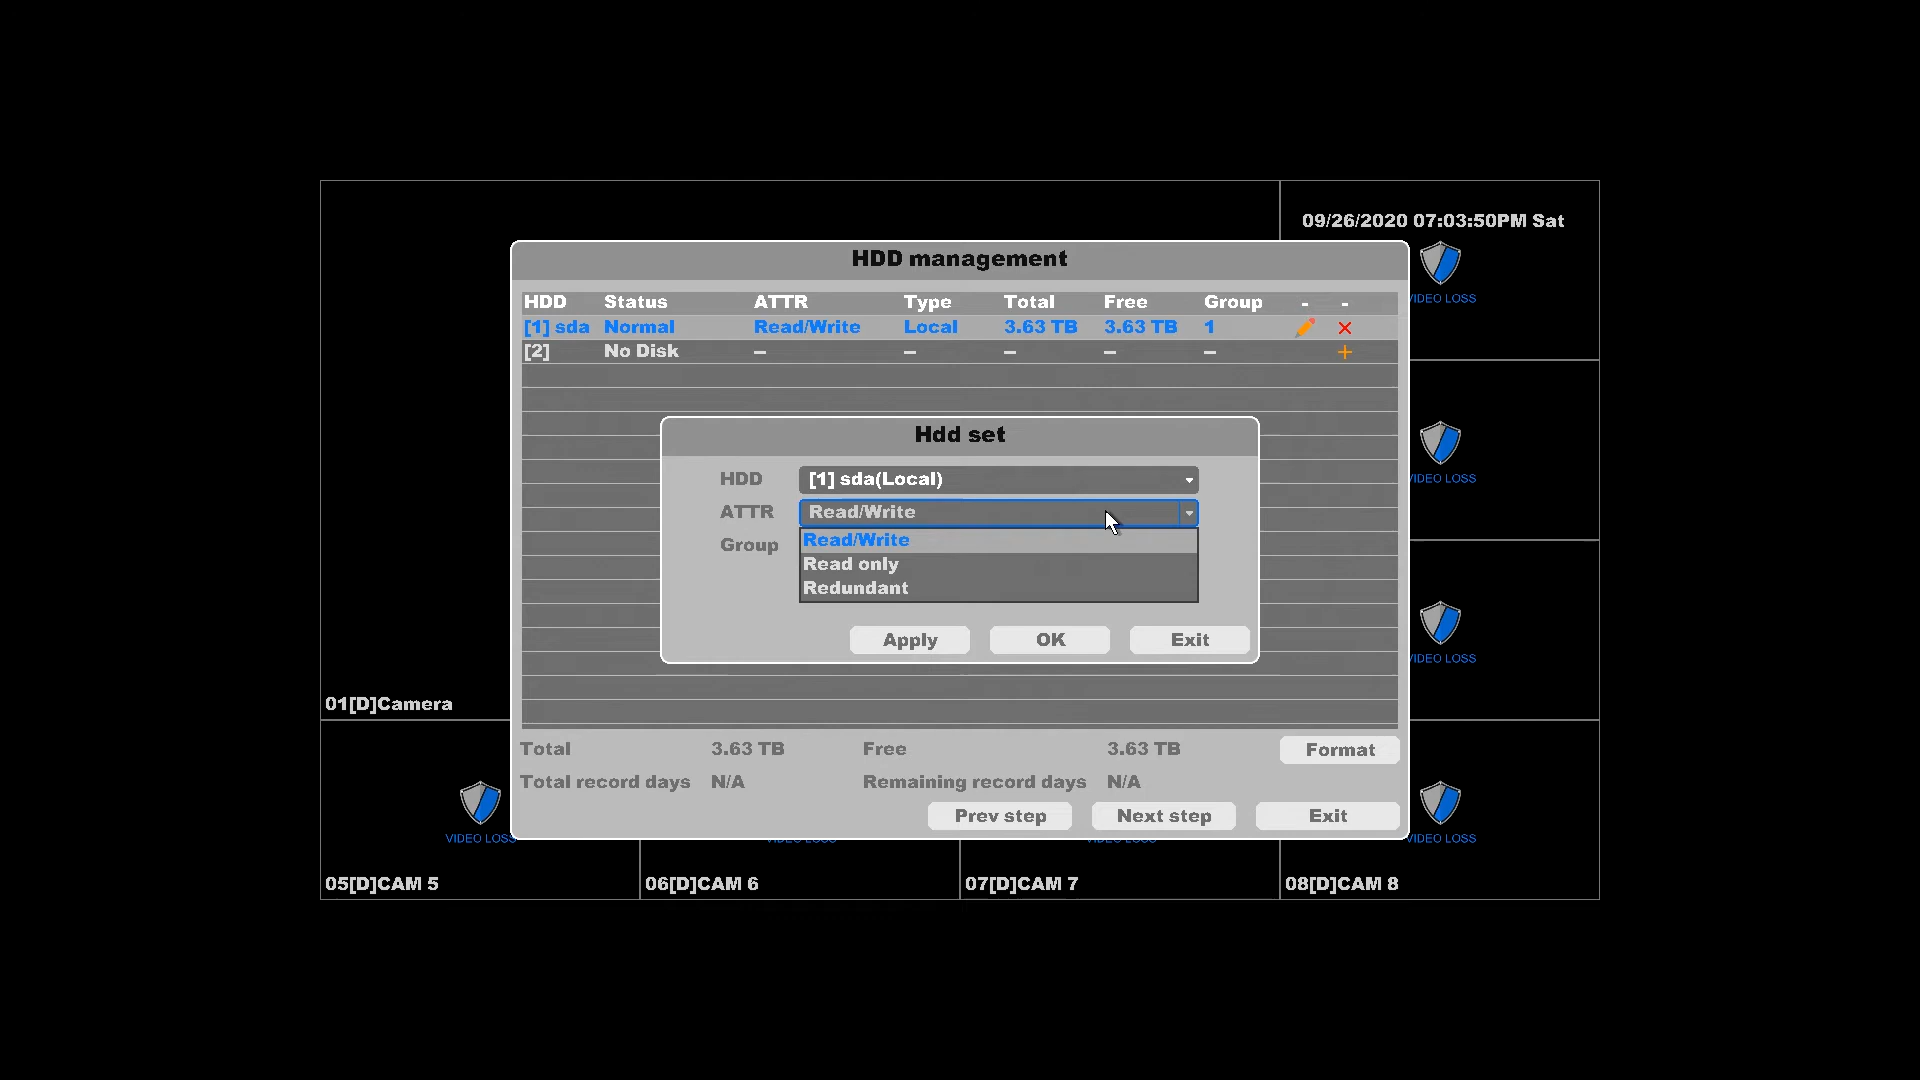 09/26/2020 07:03:50PM Sat
HDD management
HDD Status ATTR Type Total Free Group - -
[1] sda Normal Read/Write Local 3.63 TB 3.63 TB 1
[2] No Disk – – – – –
Hdd set
HDD [1] sda(Local)
ATTR Read/Write
Group
Read/Write
Read only
Redundant
Apply OK Exit
Total 3.63 TB Free 3.63 TB Format
Total record days N/A Remaining record days N/A
Prev step Next step Exit
VIDEO LOSS
VIDEO LOSS
VIDEO LOSS
01[D]Camera
VIDEO LOSS VIDEO LOSS VIDEO LOSS VIDEO LOSS
05[D]CAM 5 06[D]CAM 6 07[D]CAM 7 08[D]CAM 8